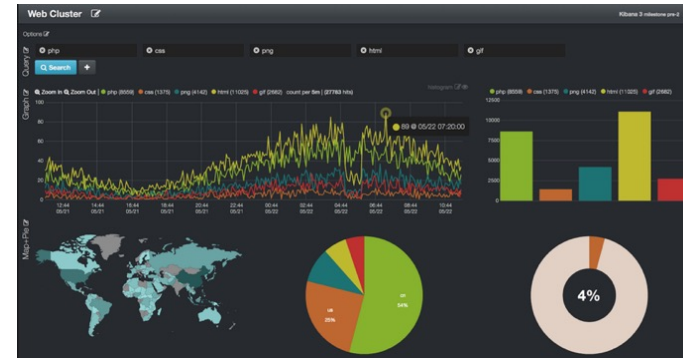 Web Cluster
Kibana 3 milestone pre-2
Options
Query
php
css
png
html
gif
Search
Graph
Zoom In Zoom Out | php (8559) css (1375) png (4142) html (11025) gif (2682) count per 5m | (27783 hits)
histogram
100
80
60
40
20
0
12:44 14:44 16:44 18:44 20:44 22:44 00:44 02:44 04:44 06:44 08:44 10:44
05/21 05/21 05/21 05/21 05/21 05/21 05/22 05/22 05/22 05/22 05/22 05/22
89 @ 05/22 07:20:00
php (8559) css (1375) png (4142) html (11025) gif (2682)
12500
10000
7500
5000
2500
0
Map+Pie
cn
54%
us
25%
4%